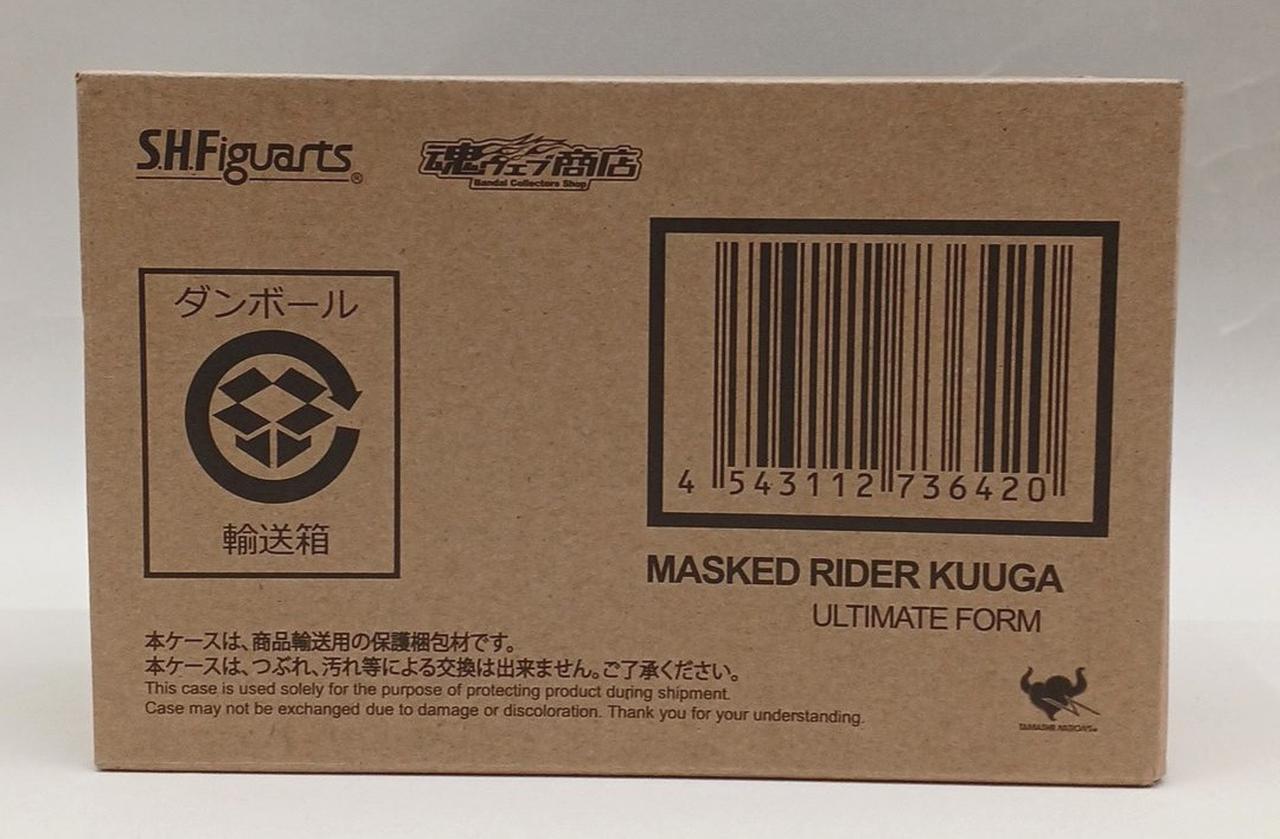 S.H.Figuarts®
魂ウェブ商店
Bandai Collectors Shop
ダンボール
輸送箱
4 543112 736420
MASKED RIDER KUUGA
ULTIMATE FORM
本ケースは、商品輸送用の保護梱包材です。
本ケースは、つぶれ、汚れ等による交換は出来ません。ご了承ください。
This case is used solely for the purpose of protecting product during shipment.
Case may not be exchanged due to damage or discoloration. Thank you for your understanding.
TAMASHII NATIONS